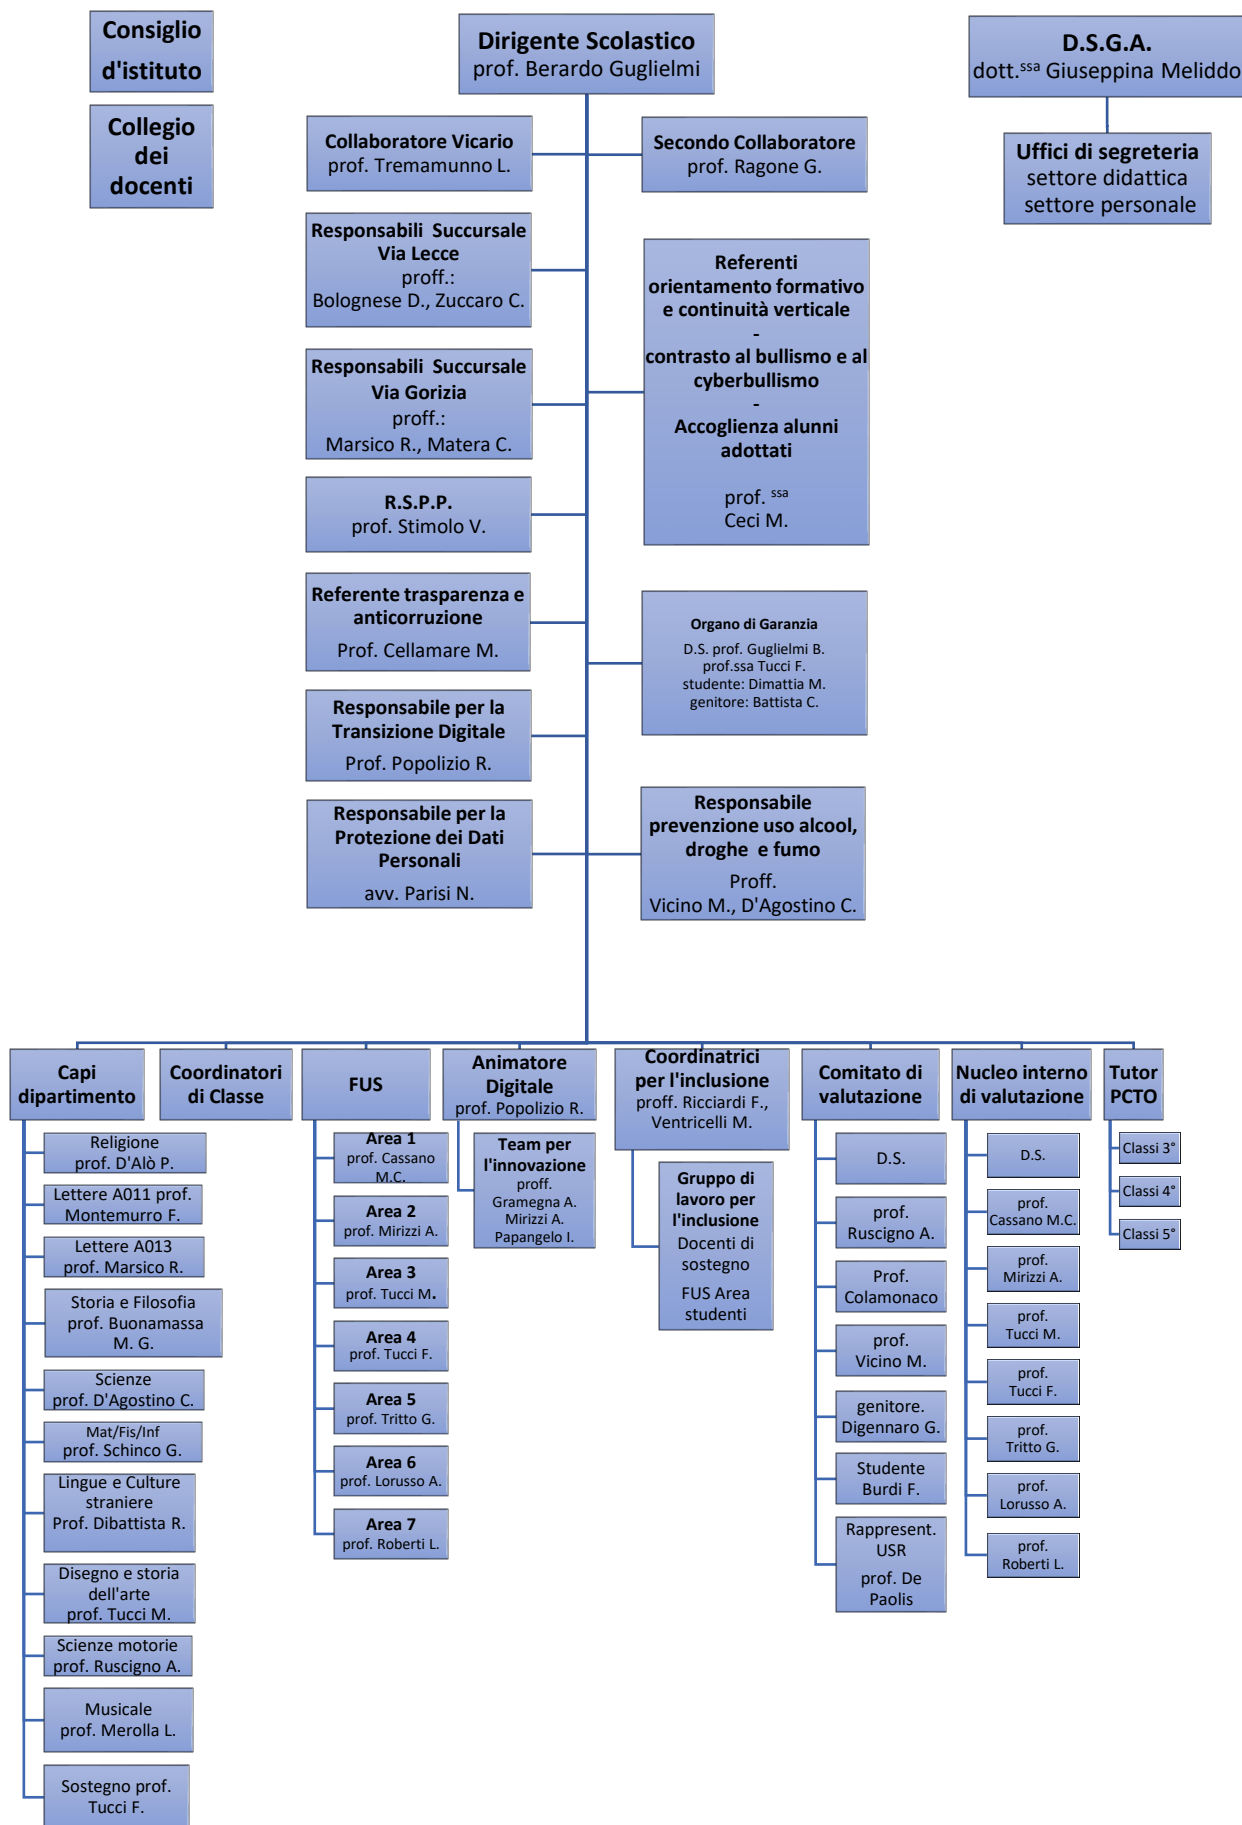 Consiglio
d'istituto
Collegio
dei
docenti
Dirigente Scolastico
prof. Berardo Guglielmi
D.S.G.A.
dott.ssa Giuseppina Meliddo
Uffici di segreteria
settore didattica
settore personale
Collaboratore Vicario
prof. Tremamunno L.
Secondo Collaboratore
prof. Ragone G.
Responsabili Succursale
Via Lecce
proff.:
Bolognese D., Zuccaro C.
Referenti
orientamento formativo
e continuità verticale
-
contrasto al bullismo e al
cyberbullismo
-
Accoglienza alunni
adottati
prof. ssa
Ceci M.
Responsabili Succursale
Via Gorizia
proff.:
Marsico R., Matera C.
R.S.P.P.
prof. Stimolo V.
Referente trasparenza e
anticorruzione
Prof. Cellamare M.
Organo di Garanzia
D.S. prof. Guglielmi B.
prof.ssa Tucci F.
studente: Dimattia M.
genitore: Battista C.
Responsabile per la
Transizione Digitale
Prof. Popolizio R.
Responsabile per la
Protezione dei Dati
Personali
avv. Parisi N.
Responsabile
prevenzione uso alcool,
droghe e fumo
Proff.
Vicino M., D'Agostino C.
Capi
dipartimento
Religione
prof. D'Alò P.
Lettere A011 prof.
Montemurro F.
Lettere A013
prof. Marsico R.
Storia e Filosofia
prof. Buonamassa
M. G.
Scienze
prof. D'Agostino C.
Mat/Fis/Inf
prof. Schinco G.
Lingue e Culture
straniere
Prof. Dibattista R.
Disegno e storia
dell'arte
prof. Tucci M.
Scienze motorie
prof. Ruscigno A.
Musicale
prof. Merolla L.
Sostegno prof.
Tucci F.
Coordinatori
di Classe
FUS
Area 1
prof. Cassano
M.C.
Area 2
prof. Mirizzi A.
Area 3
prof. Tucci M.
Area 4
prof. Tucci F.
Area 5
prof. Tritto G.
Area 6
prof. Lorusso A.
Area 7
prof. Roberti L.
Animatore
Digitale
prof. Popolizio R.
Team per
l'innovazione
proff.
Gramegna A.
Mirizzi A.
Papangelo I.
Coordinatrici
per l'inclusione
proff. Ricciardi F.,
Ventricelli M.
Gruppo di
lavoro per
l'inclusione
Docenti di
sostegno
FUS Area
studenti
Comitato di
valutazione
D.S.
prof.
Ruscigno A.
Prof.
Colamonaco
prof.
Vicino M.
genitore.
Digennaro G.
Studente
Burdi F.
Rappresent.
USR
prof. De
Paolis
Nucleo interno
di valutazione
D.S.
prof.
Cassano M.C.
prof.
Mirizzi A.
prof.
Tucci M.
prof.
Tucci F.
prof.
Tritto G.
prof.
Lorusso A.
prof.
Roberti L.
Tutor
PCTO
Classi 3°
Classi 4°
Classi 5°